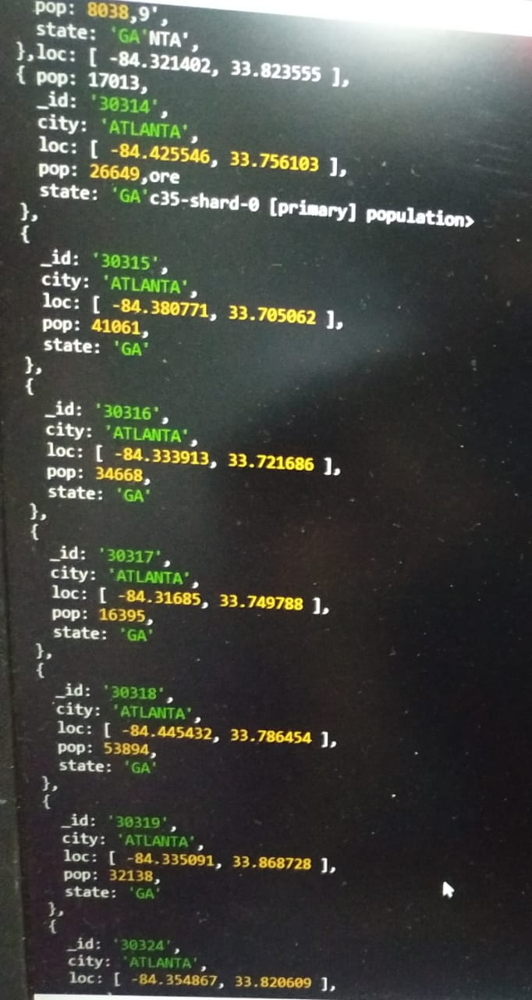 pop: 8038,9',
state: 'GA'NTA',
},loc: [ -84.321402, 33.823555 ],
{ pop: 17013,
_id: '30314',
city: 'ATLANTA',
loc: [ -84.425546, 33.756103 ],
pop: 26649,ore
state: 'GA'c35-shard-0 [primary] population>
},
{
_id: '30315',
city: 'ATLANTA',
loc: [ -84.380771, 33.705062 ],
pop: 41061,
state: 'GA'
},
{
_id: '30316',
city: 'ATLANTA',
loc: [ -84.333913, 33.721686 ],
pop: 34668,
state: 'GA'
},
{
_id: '30317',
city: 'ATLANTA',
loc: [ -84.31685, 33.749788 ],
pop: 16395,
state: 'GA'
},
{
_id: '30318',
city: 'ATLANTA',
loc: [ -84.445432, 33.786454 ],
pop: 53894,
state: 'GA'
},
{
_id: '30319',
city: 'ATLANTA',
loc: [ -84.335091, 33.868728 ],
pop: 32138,
state: 'GA'
},
{
_id: '30324',
city: 'ATLANTA',
loc: [ -84.354867, 33.820609 ],